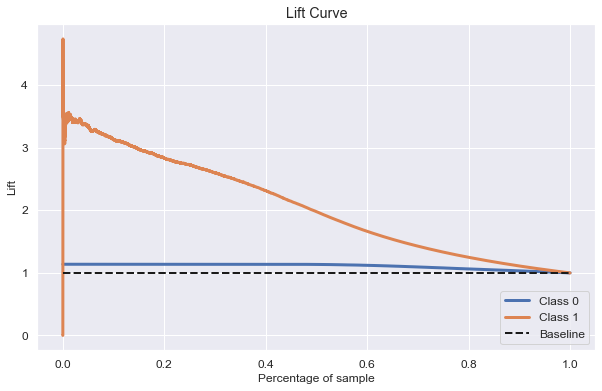 Lift Curve
Lift
4
3
2
1
0
0.0 0.2 0.4 0.6 0.8 1.0
Percentage of sample
Class 0
Class 1
Baseline